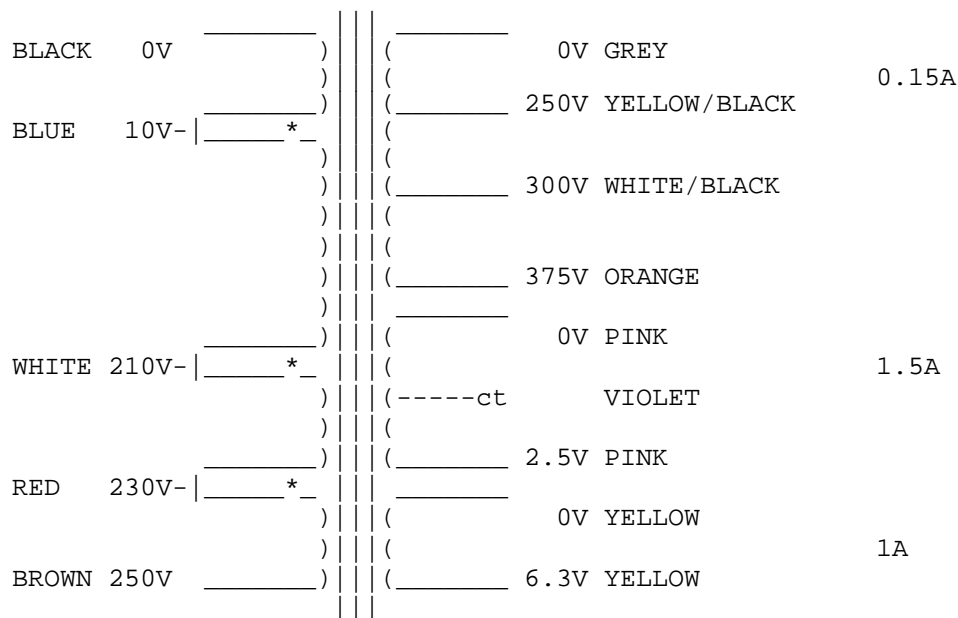 BLACK 0V 0V GREY
0.15A
250V YELLOW/BLACK
BLUE 10V
300V WHITE/BLACK
375V ORANGE
0V PINK
WHITE 210V 1.5A
ct VIOLET
2.5V PINK
RED 230V
0V YELLOW
1A
BROWN 250V 6.3V YELLOW